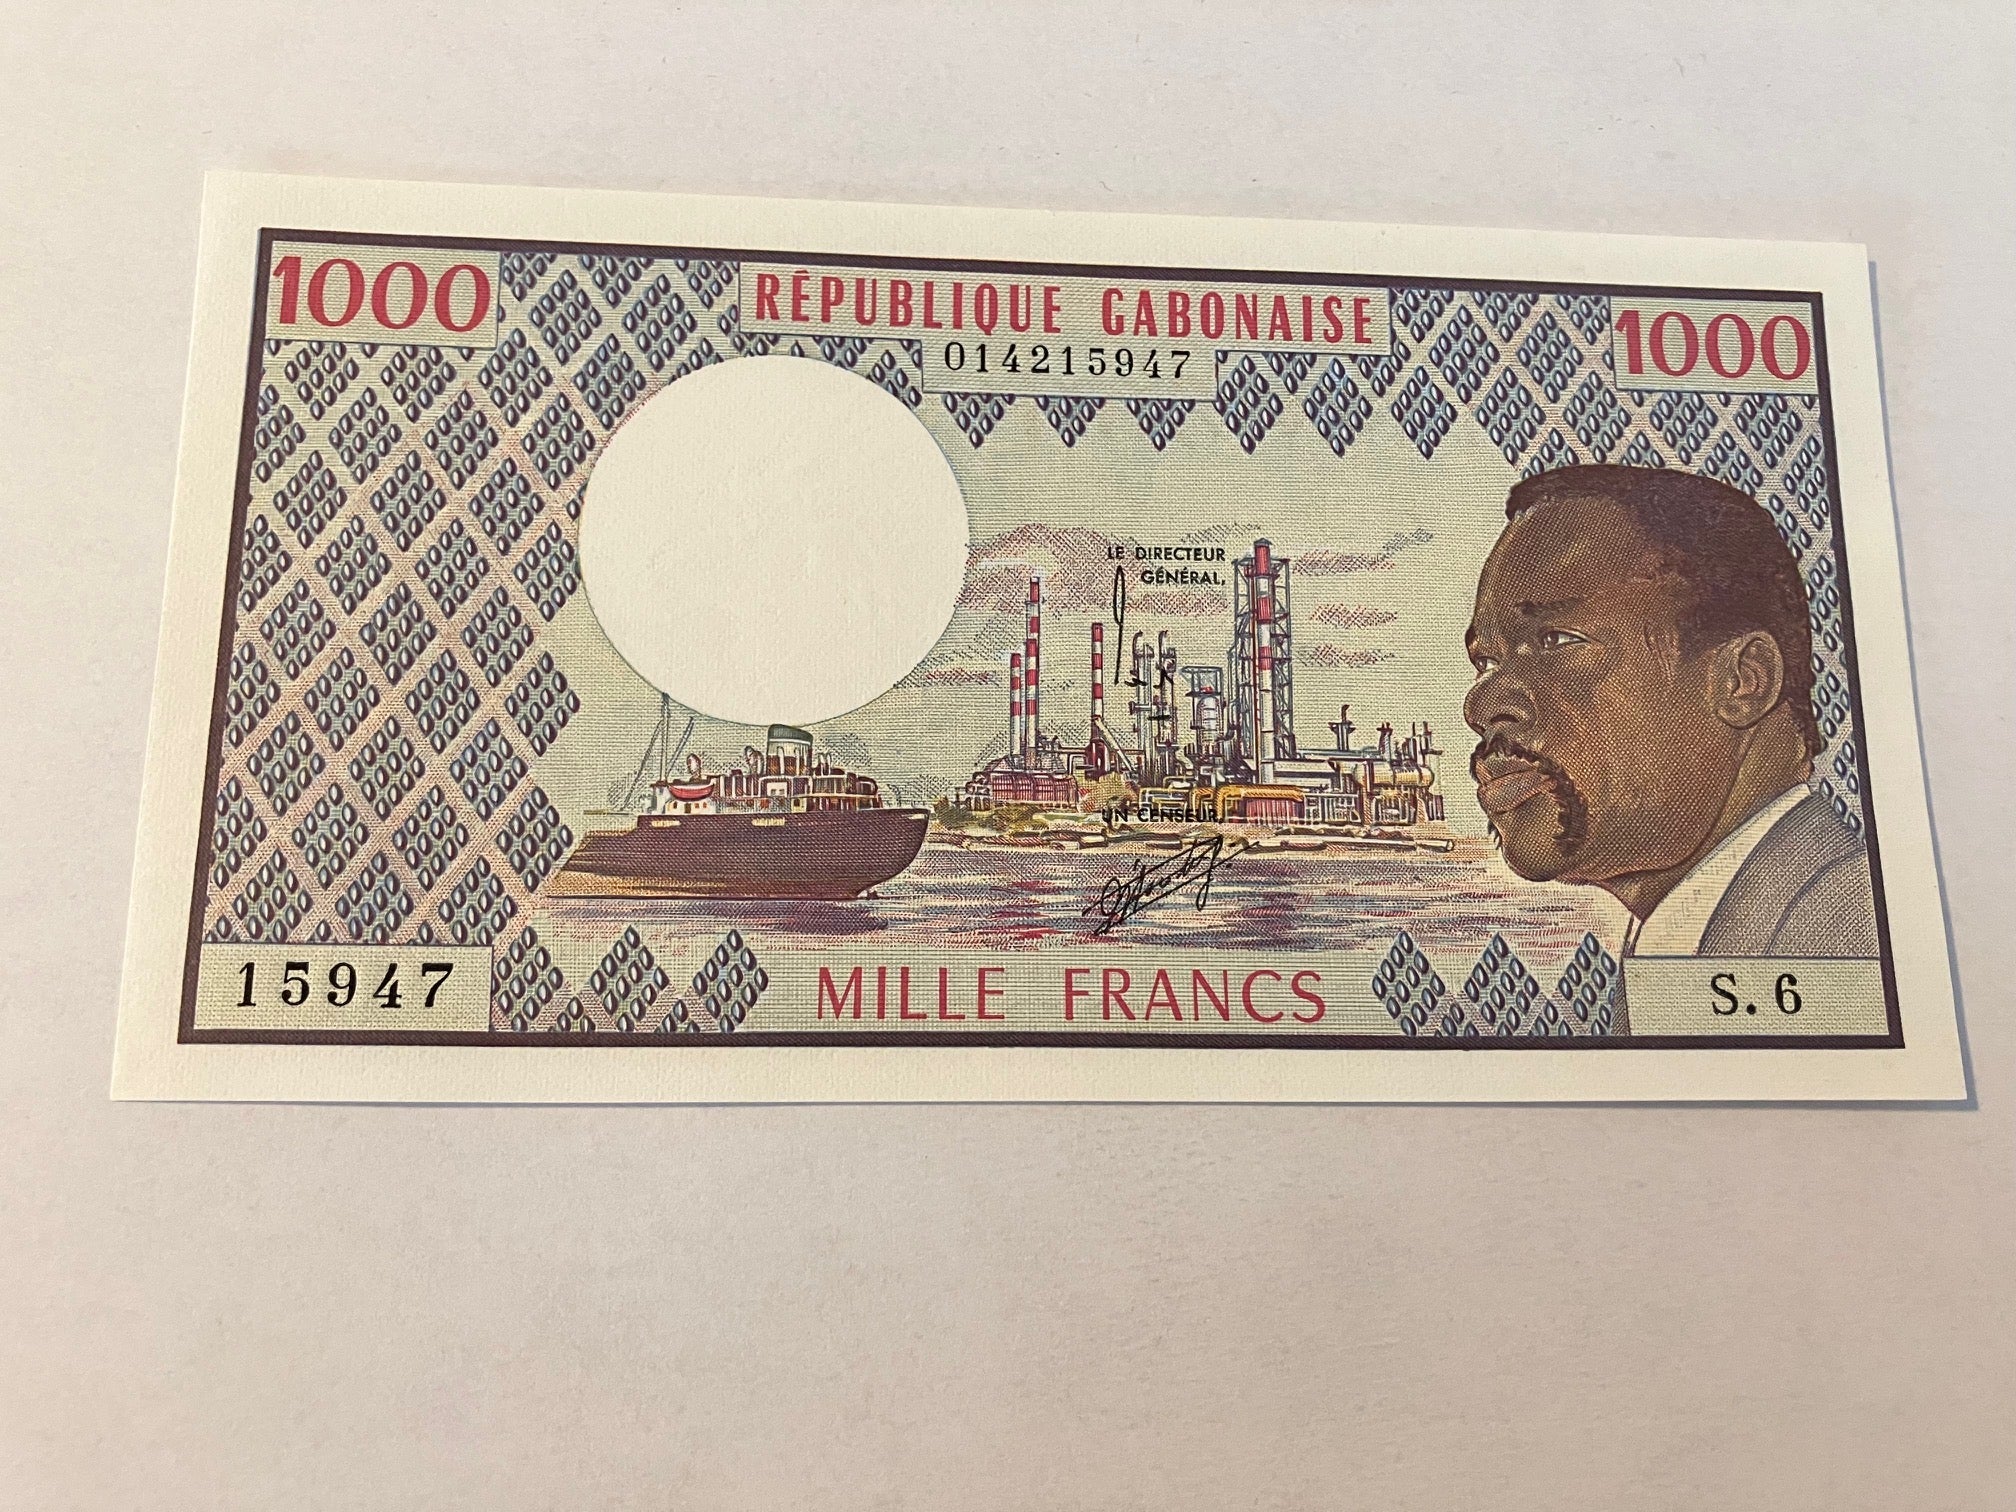 1000
RÉPUBLIQUE GABONAISE
1000
014215947
LE DIRECTEUR
GÉNÉRAL,
UN CENSEUR,
15947
MILLE FRANCS
S. 6